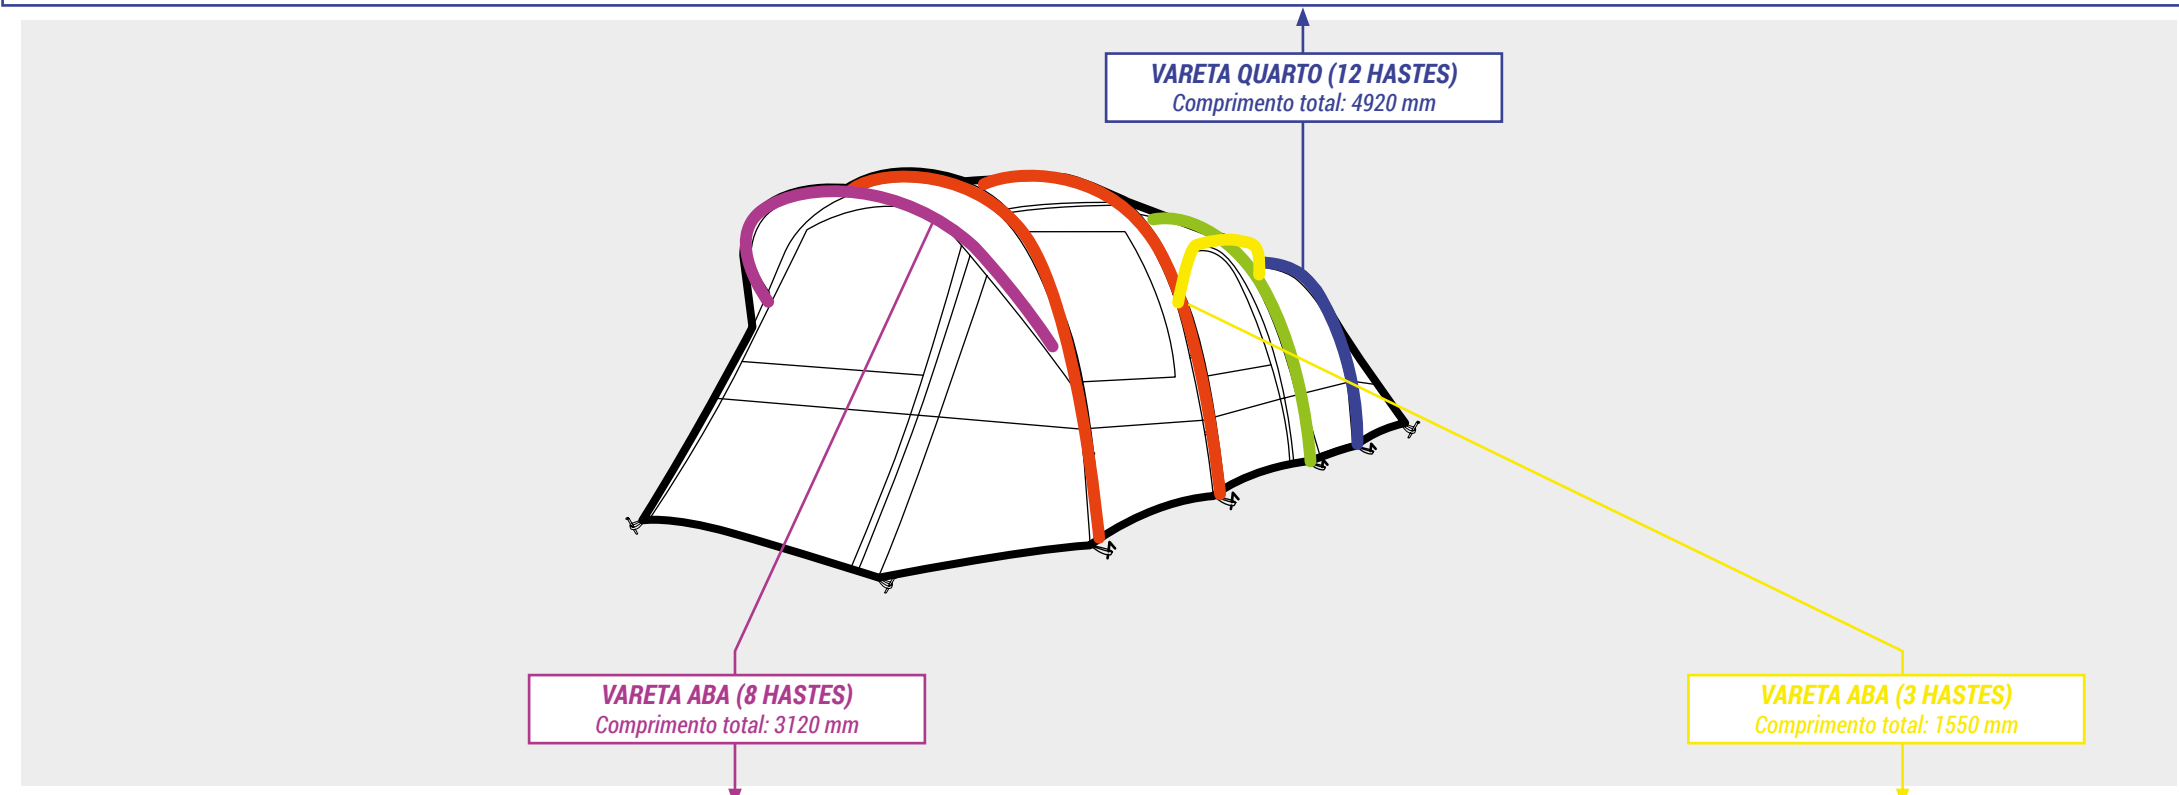 VARETA QUARTO (12 HASTES)
Comprimento total: 4920 mm
VARETA ABA (8 HASTES)
Comprimento total: 3120 mm
VARETA ABA (3 HASTES)
Comprimento total: 1550 mm